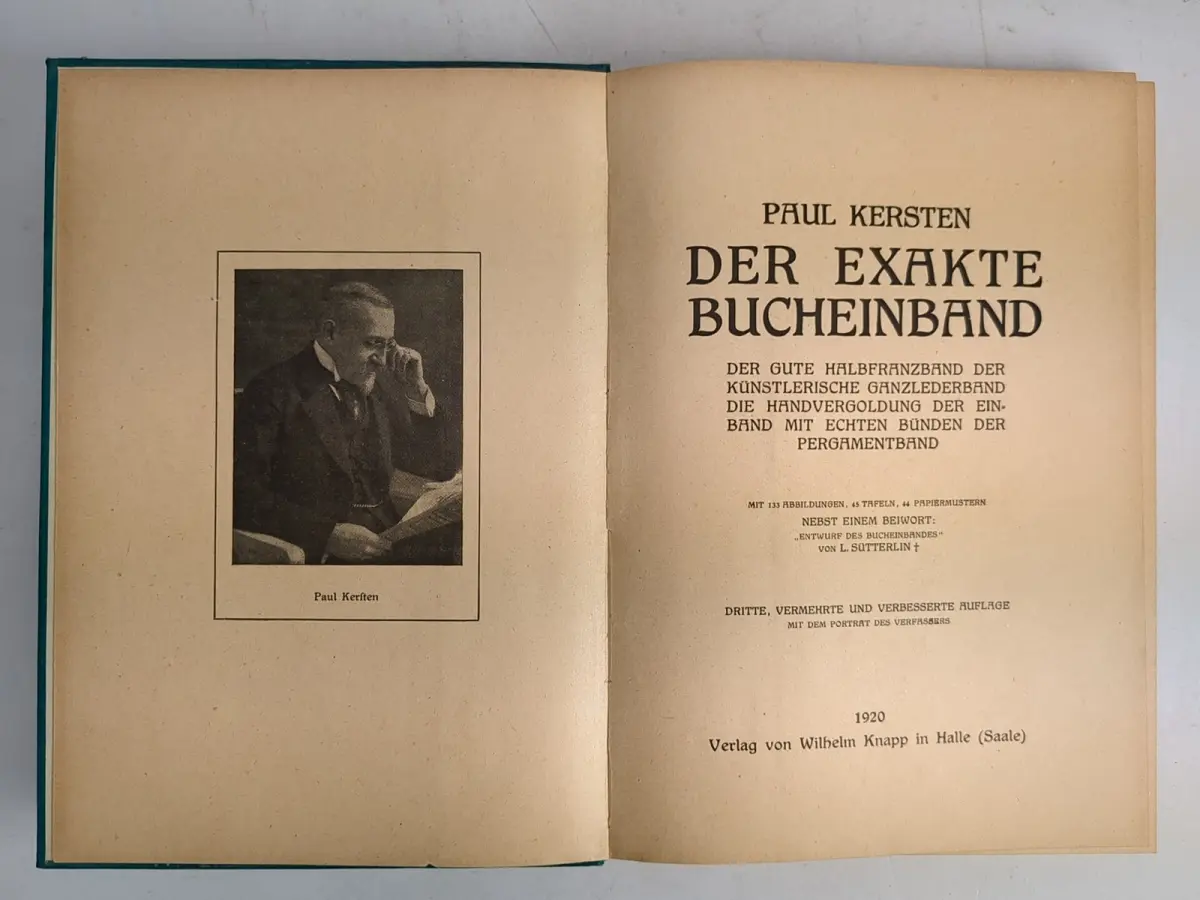 Paul Kerſten
PAUL KERSTEN
DER EXAKTE
BUCHEINBAND
DER GUTE HALBFRANZBAND DER
KÜNSTLERISCHE GANZLEDERBAND
DIE HANDVERGOLDUNG DER EIN-
BAND MIT ECHTEN BÜNDEN DER
PERGAMENTBAND
MIT 133 ABBILDUNGEN, 45 TAFELN, 44 PAPIERMUSTERN
NEBST EINEM BEIWORT:
„ENTWURF DES BUCHEINBANDES“
VON L. SÜTTERLIN †
DRITTE, VERMEHRTE UND VERBESSERTE AUFLAGE
MIT DEM PORTRÄT DES VERFASSERS
1920
Verlag von Wilhelm Knapp in Halle (Saale)